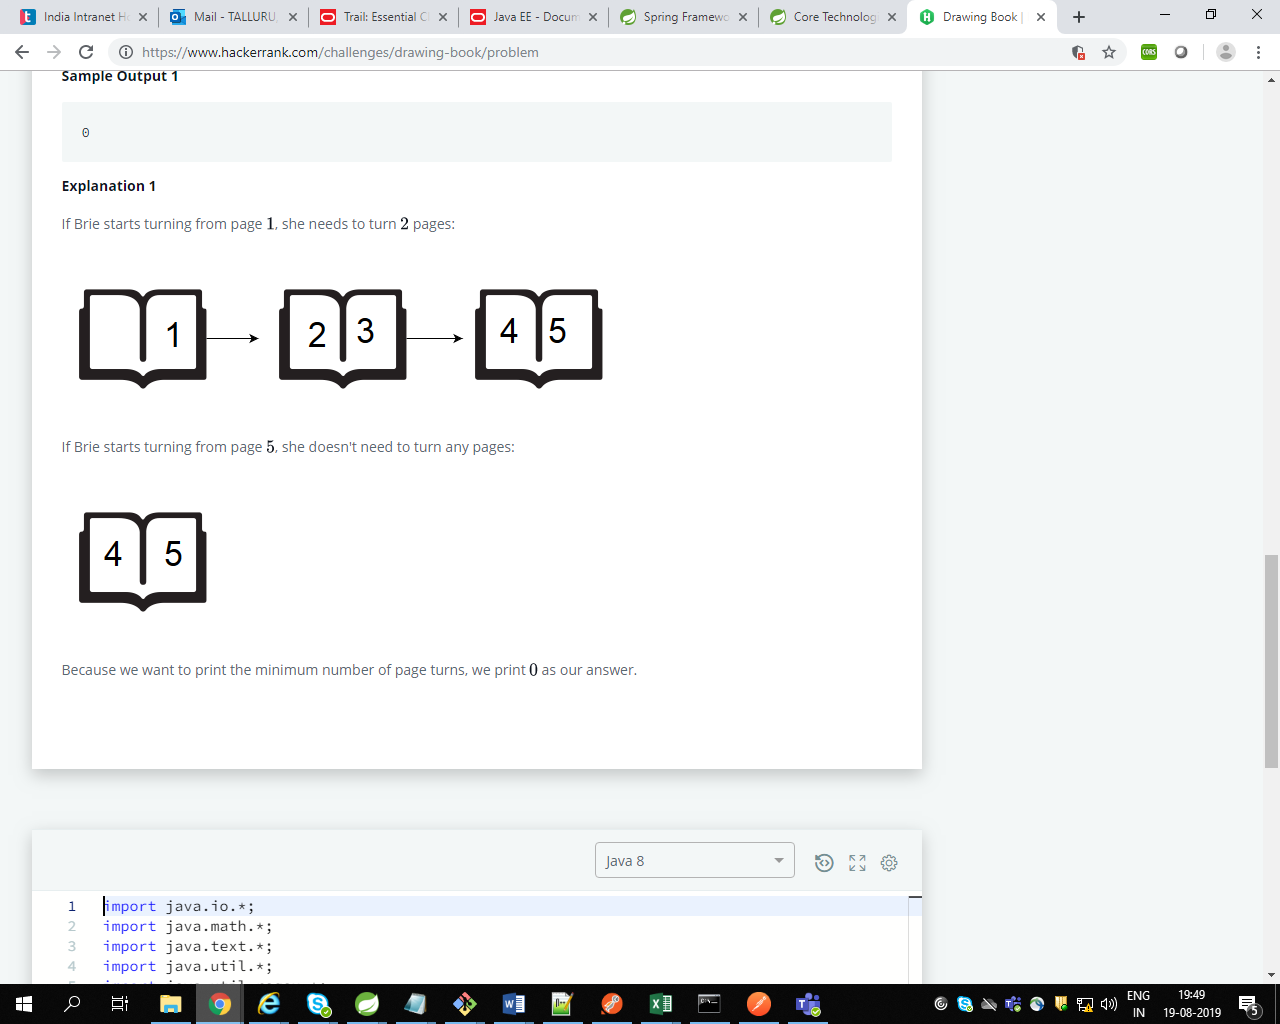 India Intranet Ho
Mail - TALLURU
Trail: Essential C
Java EE - Docum
Spring Framewo
Core Technolog
Drawing Book |
https://www.hackerrank.com/challenges/drawing-book/problem
CORS
Sample Output 1
0
Explanation 1
If Brie starts turning from page 1, she needs to turn 2 pages:
1
2 3
4 5
If Brie starts turning from page 5, she doesn't need to turn any pages:
4 5
Because we want to print the minimum number of page turns, we print 0 as our answer.
Java 8
1 import java.io.*;
2 import java.math.*;
3 import java.text.*;
4 import java.util.*;
ENG
IN
19:49
19-08-2019
5